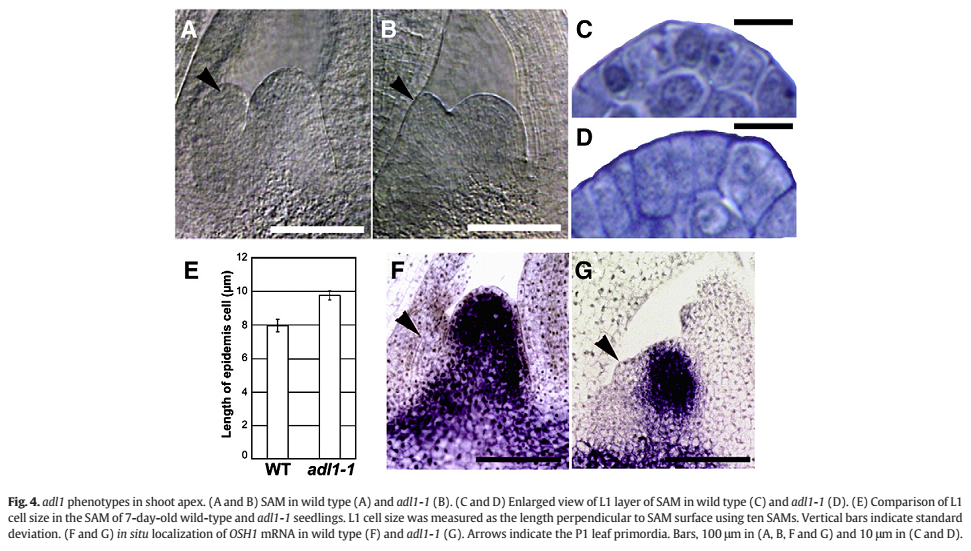 A
B
C
D
E
Length of epidemis cell (μm)
12
10
8
6
4
2
0
WT adl1-1
F
G
Fig. 4. adl1 phenotypes in shoot apex. (A and B) SAM in wild type (A) and adl1-1 (B). (C and D) Enlarged view of L1 layer of SAM in wild type (C) and adl1-1 (D). (E) Comparison of L1
cell size in the SAM of 7-day-old wild-type and adl1-1 seedlings. L1 cell size was measured as the length perpendicular to SAM surface using ten SAMs. Vertical bars indicate standard
deviation. (F and G) in situ localization of OSH1 mRNA in wild type (F) and adl1-1 (G). Arrows indicate the P1 leaf primordia. Bars, 100 μm in (A, B, F and G) and 10 μm in (C and D).